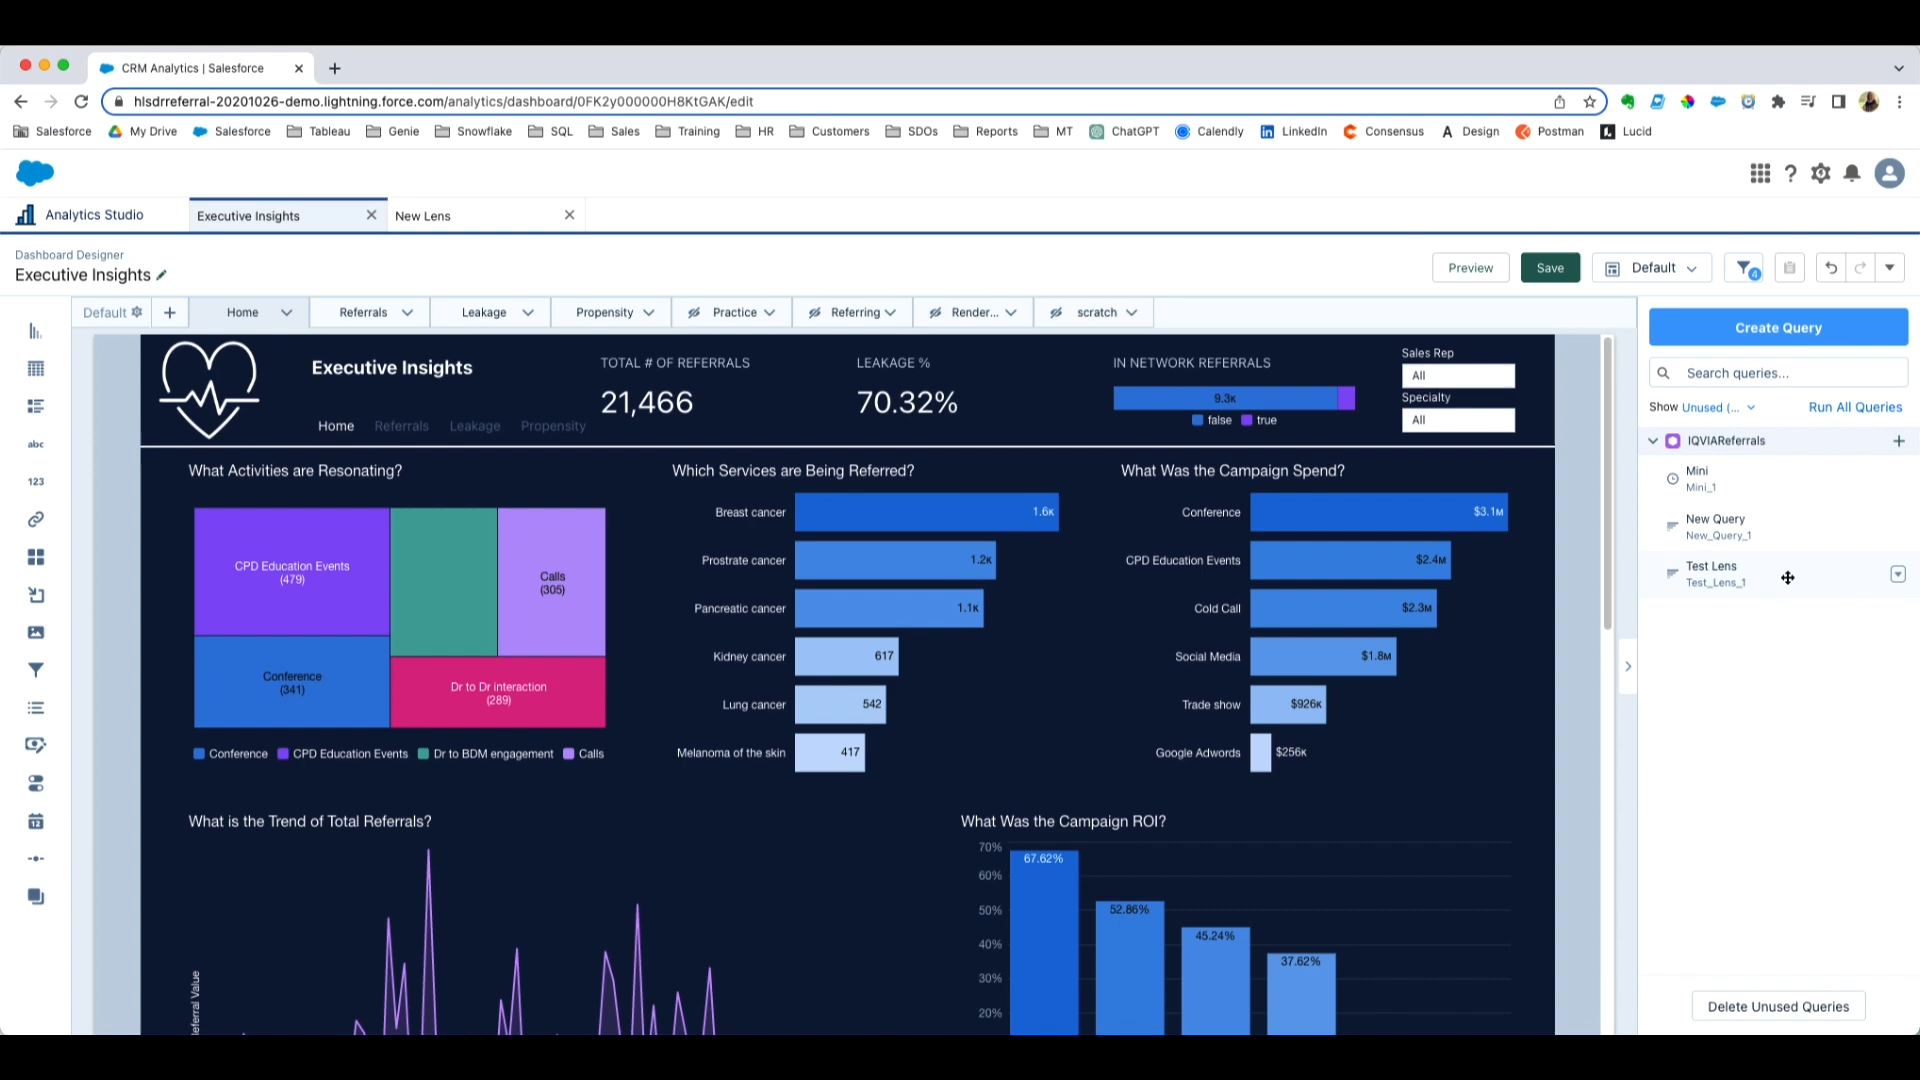 CRM Analytics | Salesforce
hlsdrreferral-20201026-demo.lightning.force.com/analytics/dashboard/0FK2y000000H8KtGAK/edit
Salesforce My Drive Salesforce Tableau Genie Snowflake SQL Sales Training HR Customers SDOs Reports MT ChatGPT Calendly LinkedIn Consensus Design Postman Lucid
Analytics Studio Executive Insights New Lens
Dashboard Designer
Executive Insights
Preview Save Default 4
Default Home Referrals Leakage Propensity Practice Referring Render... scratch
Executive Insights
Home Referrals Leakage Propensity
TOTAL # OF REFERRALS
21,466
LEAKAGE %
70.32%
IN NETWORK REFERRALS
9.3K
false true
Sales Rep
All
Specialty
All
What Activities are Resonating?
CPD Education Events
(479)
Calls
(305)
Conference
(341)
Dr to Dr interaction
(289)
Conference CPD Education Events Dr to BDM engagement Calls
Which Services are Being Referred?
Breast cancer 1.6K
Prostrate cancer 1.2K
Pancreatic cancer 1.1K
Kidney cancer 617
Lung cancer 542
Melanoma of the skin 417
What Was the Campaign Spend?
Conference $3.1M
CPD Education Events $2.4M
Cold Call $2.3M
Social Media $1.8M
Trade show $926K
Google Adwords $256K
What is the Trend of Total Referrals?
eferral Value
What Was the Campaign ROI?
70%
60%
50%
40%
30%
20%
67.62%
52.86%
45.24%
37.62%
Create Query
Search queries...
Show Unused (... Run All Queries
IQVIAReferrals
Mini
Mini_1
New Query
New_Query_1
Test Lens
Test_Lens_1
Delete Unused Queries
abc
123
12